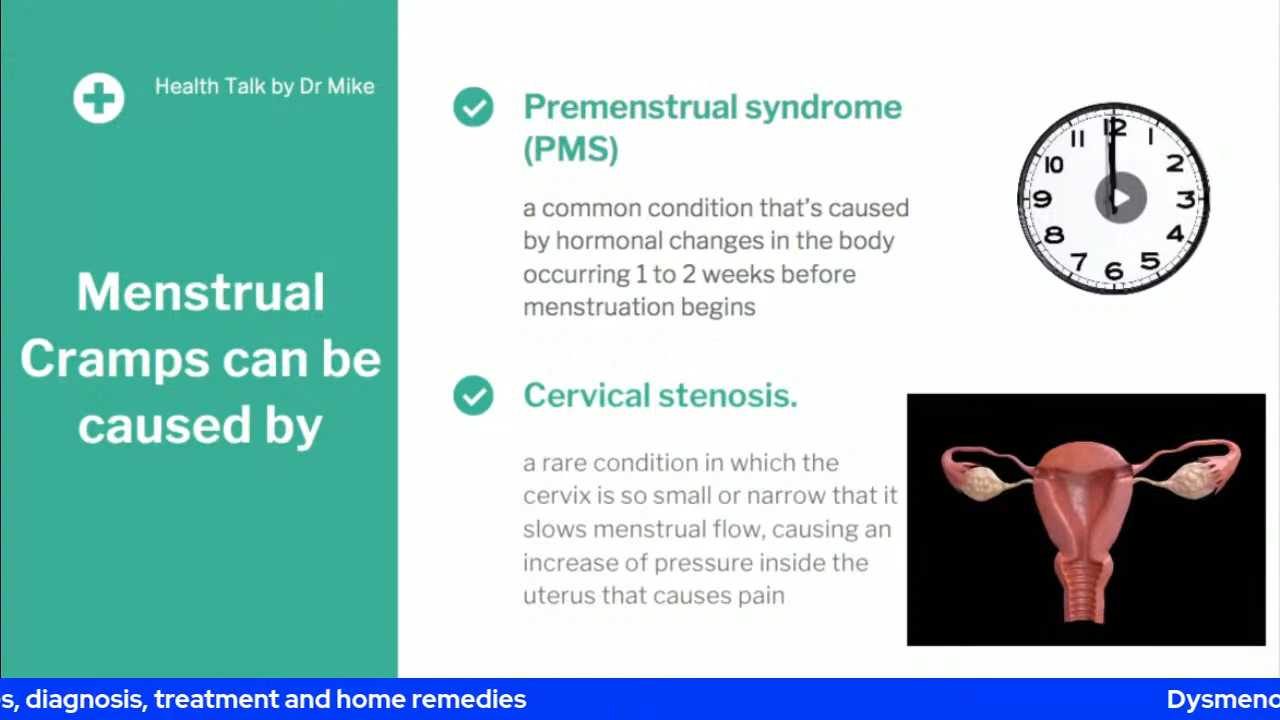 Health Talk by Dr Mike
Menstrual
Cramps can be
caused by
Premenstrual syndrome
(PMS)
a common condition that's caused
by hormonal changes in the body
occurring 1 to 2 weeks before
menstruation begins
12
1
2
3
4
5
6
7
8
9
10
11
Cervical stenosis.
a rare condition in which the
cervix is so small or narrow that it
slows menstrual flow, causing an
increase of pressure inside the
uterus that causes pain
s, diagnosis, treatment and home remedies
Dysmeno